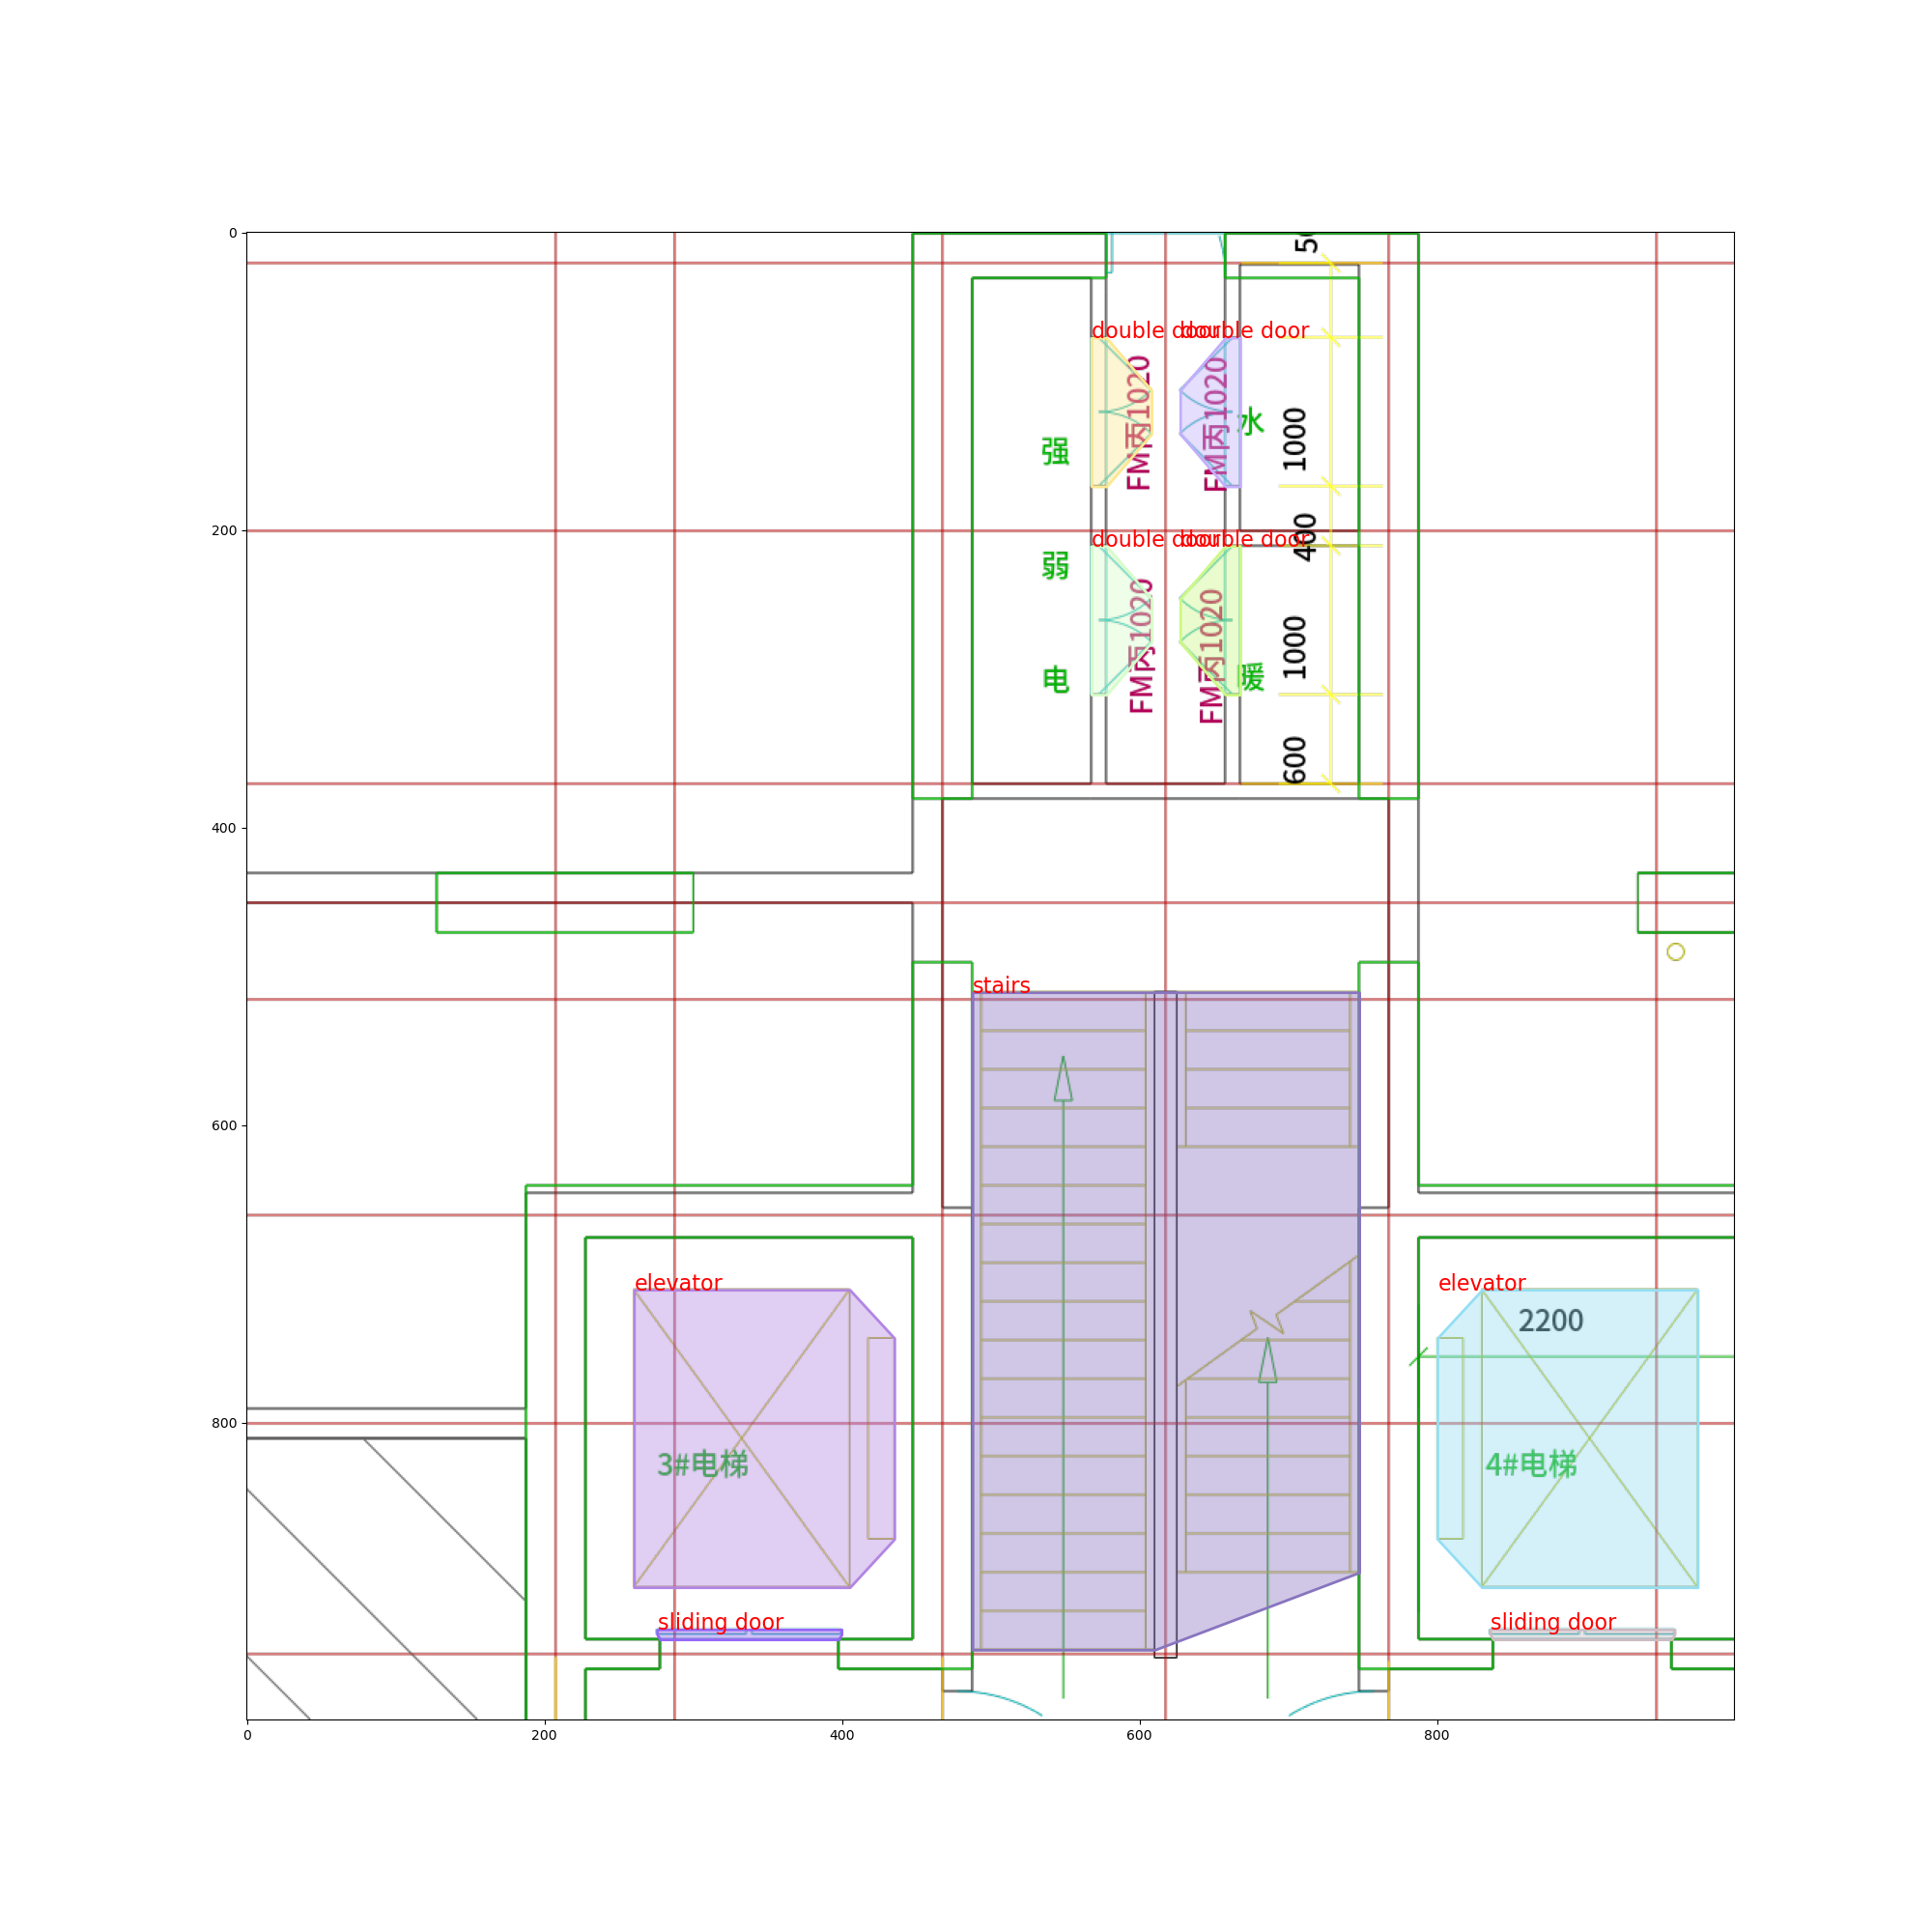 0
200
400
600
800
0
200
400
600
800
double door
double door
FM丙1020
FM丙1020
强
水
1000
400
double door
double door
弱
电
FM丙1020
FM丙1020
暖
1000
600
stairs
elevator
3#电梯
sliding door
elevator
2200
4#电梯
sliding door